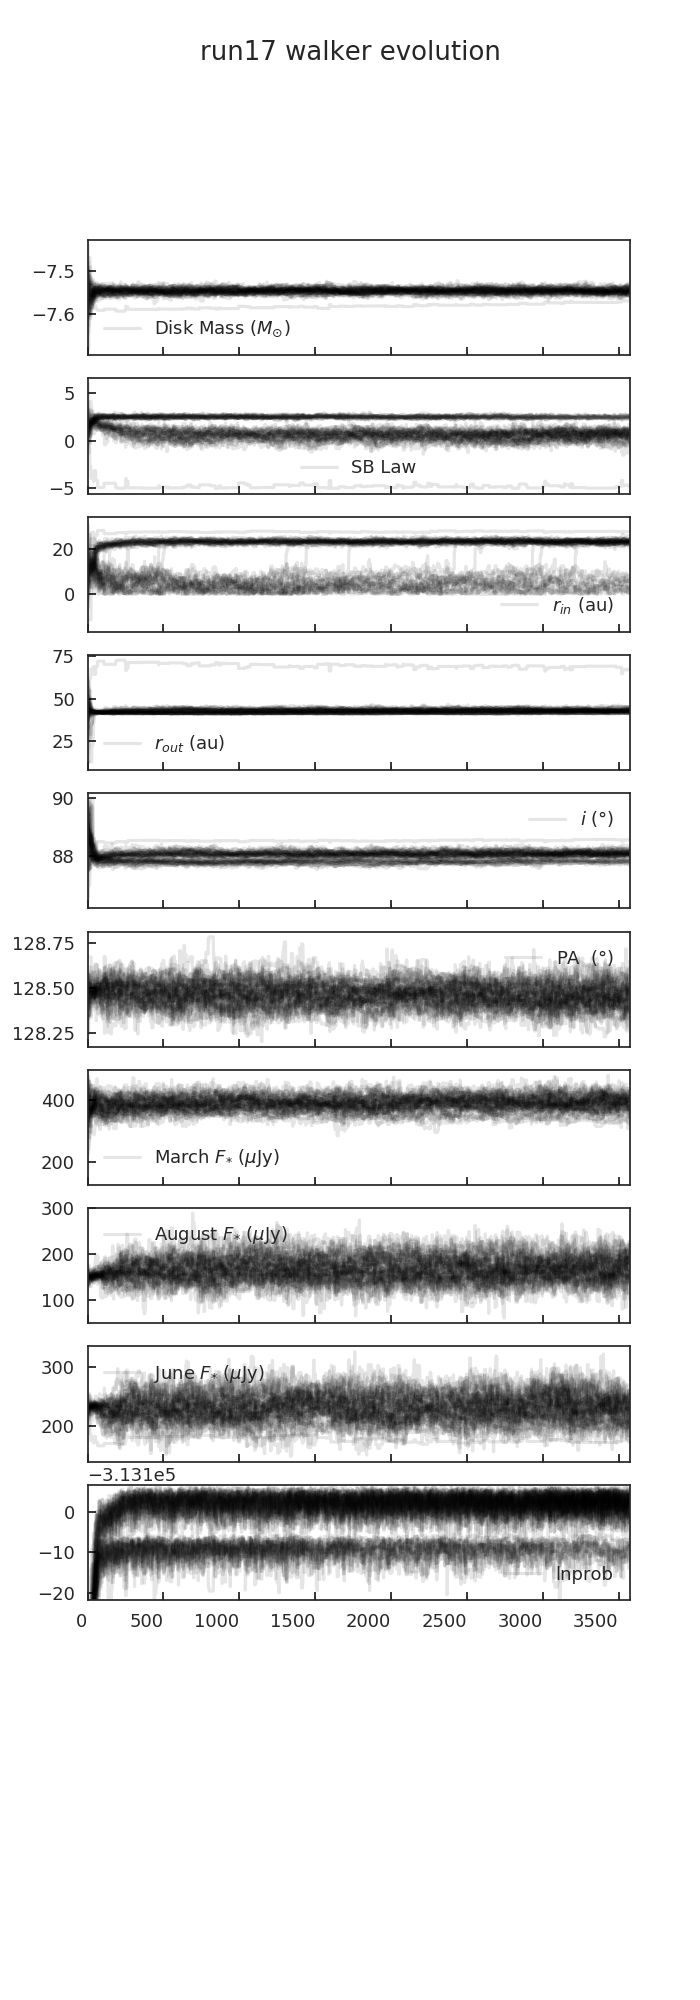 run17 walker evolution
−7.5
−7.6
Disk Mass (M⊙)
5
0
−5
SB Law
20
0
r_in (au)
75
50
25
r_out (au)
90
88
i (°)
128.75
128.50
128.25
PA (°)
400
200
March F* (μJy)
300
200
100
August F* (μJy)
300
200
June F* (μJy)
−3.131e5
0
−10
−20
lnprob
0 500 1000 1500 2000 2500 3000 3500